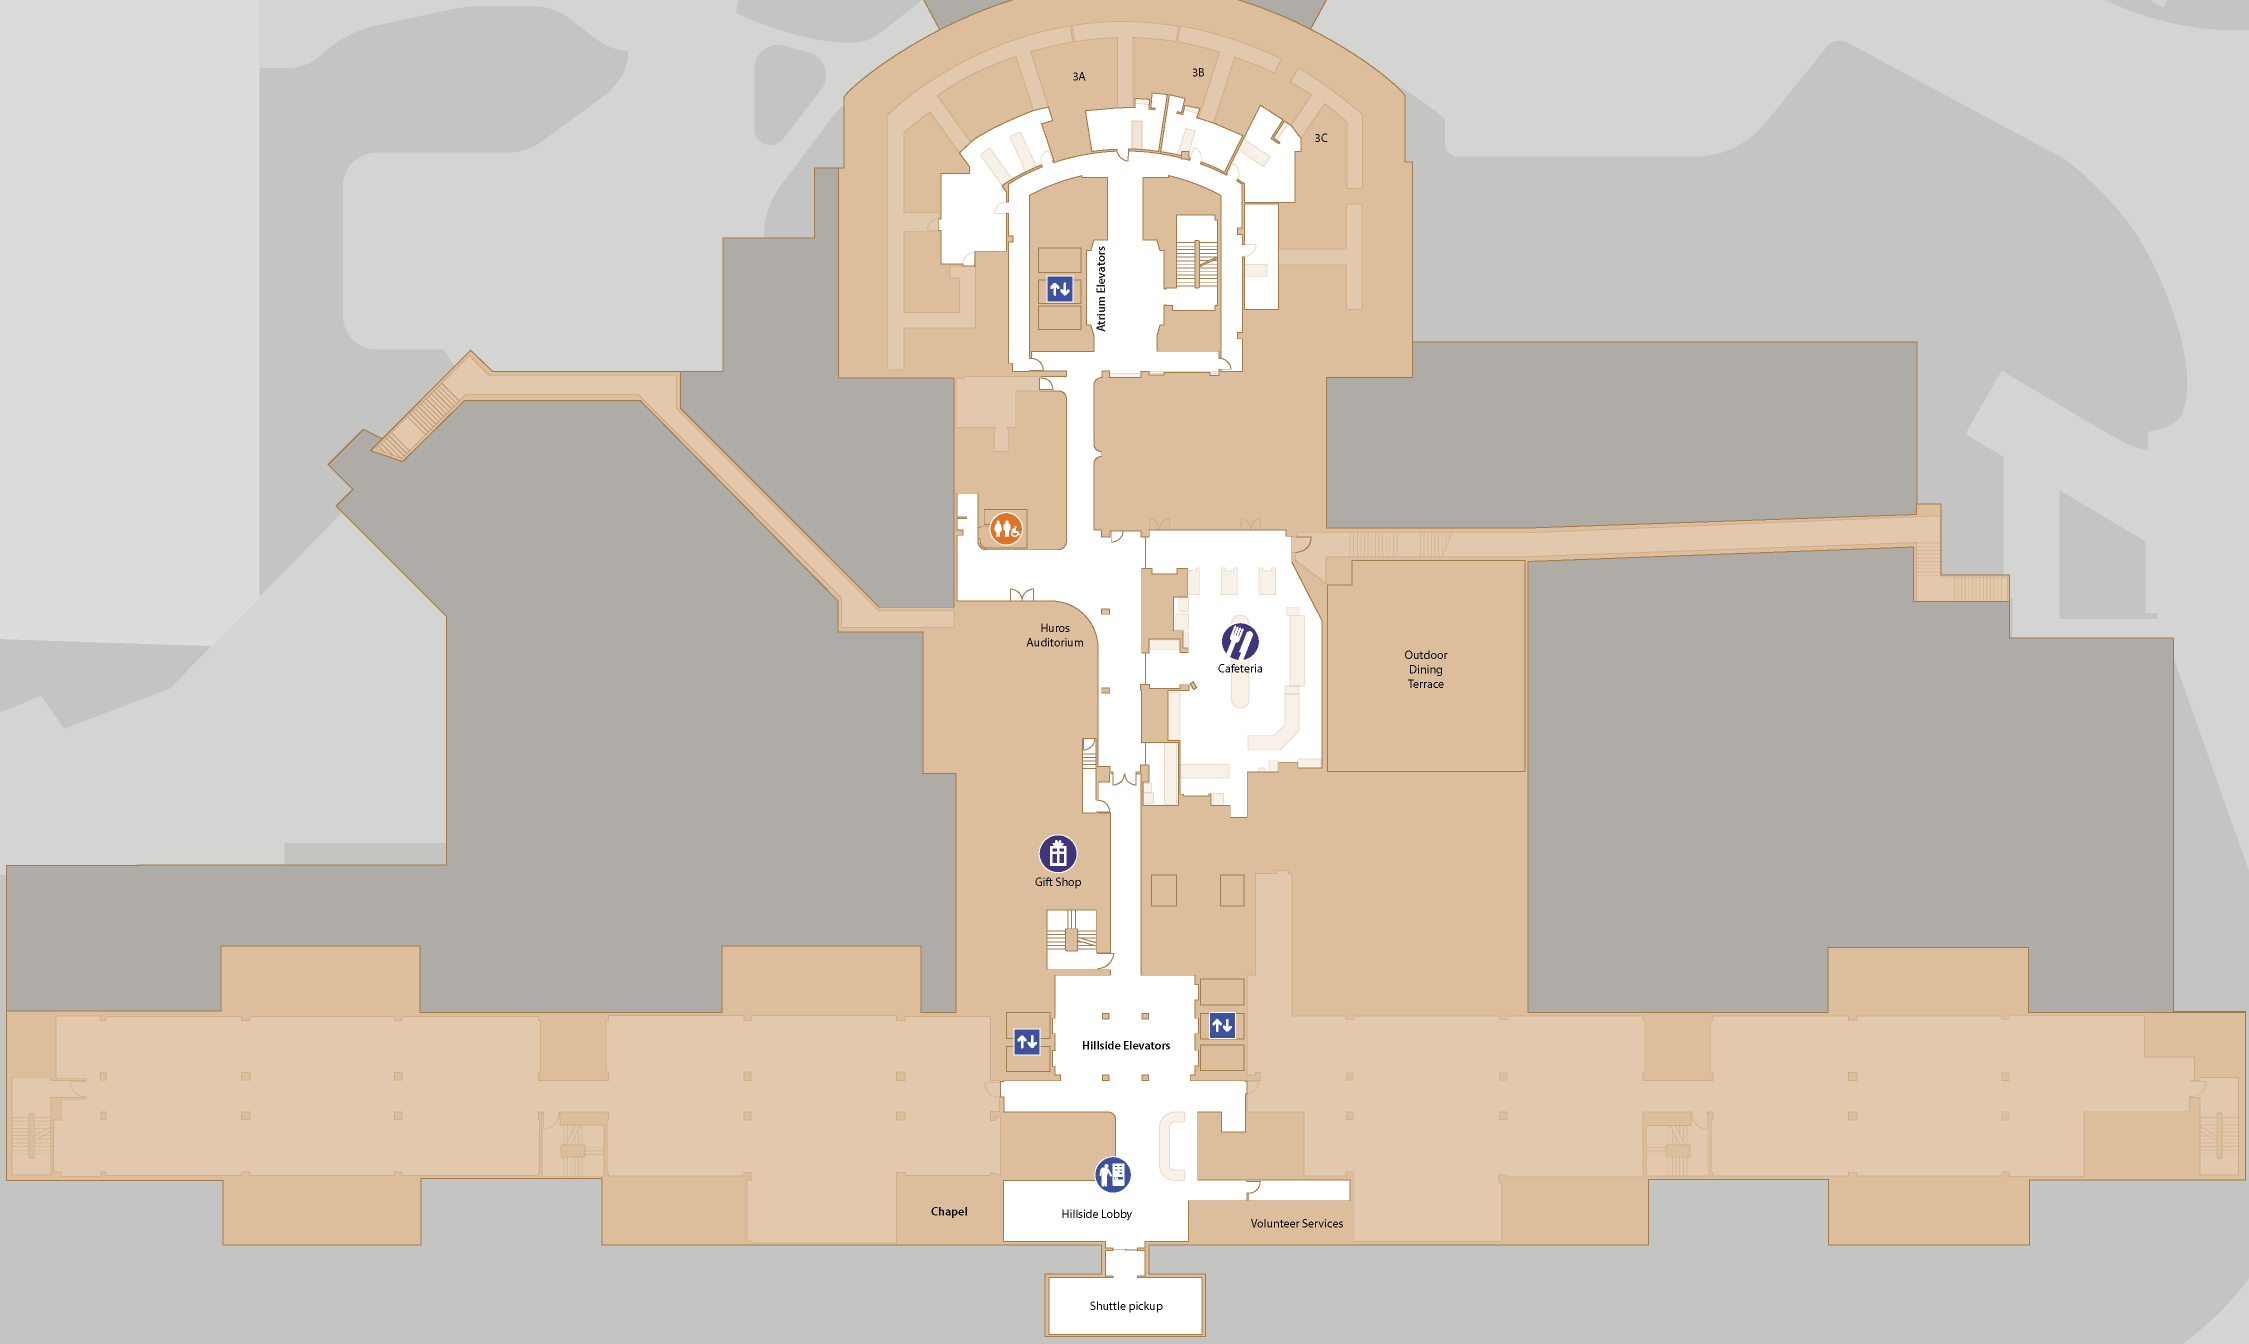 3A
3B
3C
Atrium Elevators
Huros
Auditorium
Cafeteria
Outdoor
Dining
Terrace
Gift Shop
Hillside Elevators
Chapel
Hillside Lobby
Volunteer Services
Shuttle pickup